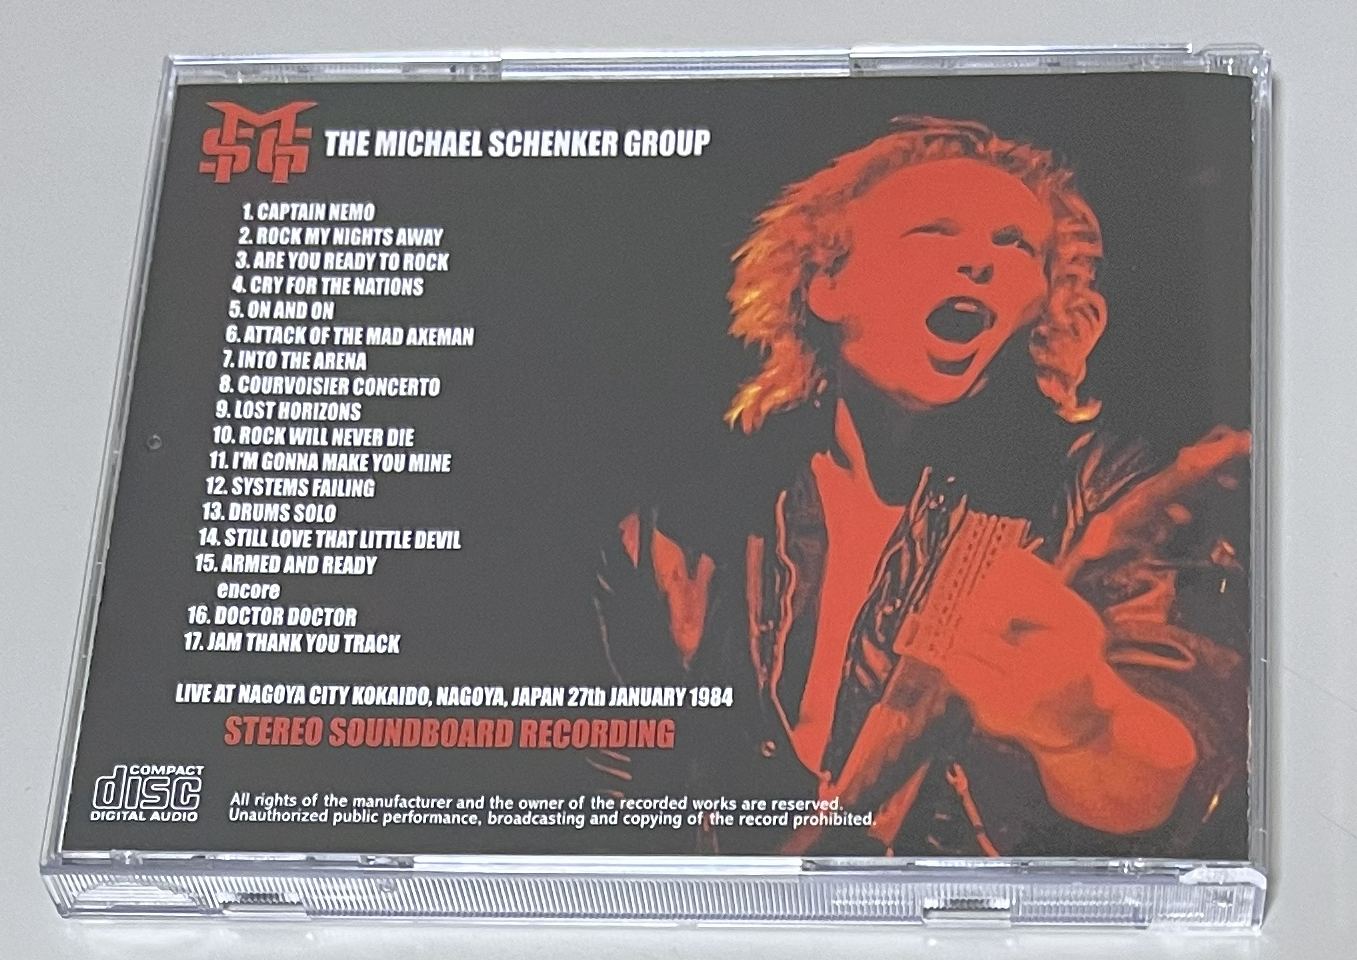 MSG THE MICHAEL SCHENKER GROUP
1. CAPTAIN NEMO
2. ROCK MY NIGHTS AWAY
3. ARE YOU READY TO ROCK
4. CRY FOR THE NATIONS
5. ON AND ON
6. ATTACK OF THE MAD AXEMAN
7. INTO THE ARENA
8. COURVOISIER CONCERTO
9. LOST HORIZONS
10. ROCK WILL NEVER DIE
11. I'M GONNA MAKE YOU MINE
12. SYSTEMS FAILING
13. DRUMS SOLO
14. STILL LOVE THAT LITTLE DEVIL
15. ARMED AND READY
encore
16. DOCTOR DOCTOR
17. JAM THANK YOU TRACK
LIVE AT NAGOYA CITY KOKAIDO, NAGOYA, JAPAN 27th JANUARY 1984
STEREO SOUNDBOARD RECORDING
COMPACT
disc
DIGITAL AUDIO
All rights of the manufacturer and the owner of the recorded works are reserved.
Unauthorized public performance, broadcasting and copying of the record prohibited.